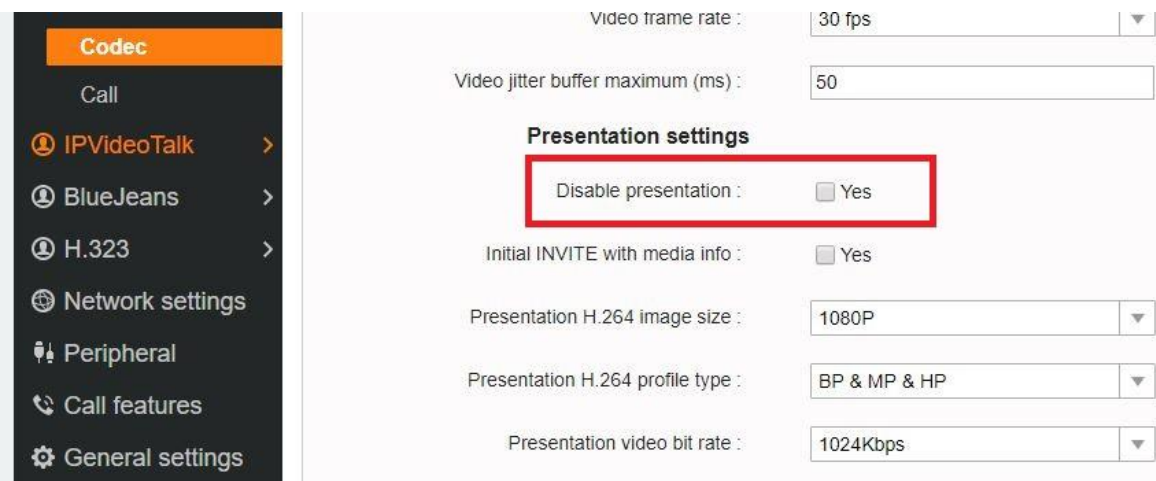 Codec
Call
IPVideoTalk
BlueJeans
H.323
Network settings
Peripheral
Call features
General settings
Video frame rate : 30 fps
Video jitter buffer maximum (ms) : 50
Presentation settings
Disable presentation : Yes
Initial INVITE with media info : Yes
Presentation H.264 image size : 1080P
Presentation H.264 profile type : BP & MP & HP
Presentation video bit rate : 1024Kbps